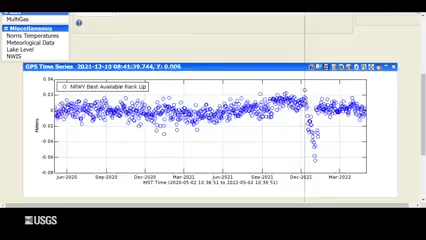 MultiGas
Miscellaneous
Norris Temperatures
Meteorlogical Data
Lake Level
NWIS
GPS Time Series 2021-12-10 08:41:39.744, Y: 0.006
NRWY Best Available Rank Up
0.04
0.02
0
-0.02
-0.04
-0.06
-0.08
Meters
Jun-2020 Sep-2020 Dec-2020 Mar-2021 Jun-2021 Sep-2021 Dec-2021 Mar-2022
MST Time (2020-05-02 10:36:51 to 2022-05-02 10:36:51)
USGS